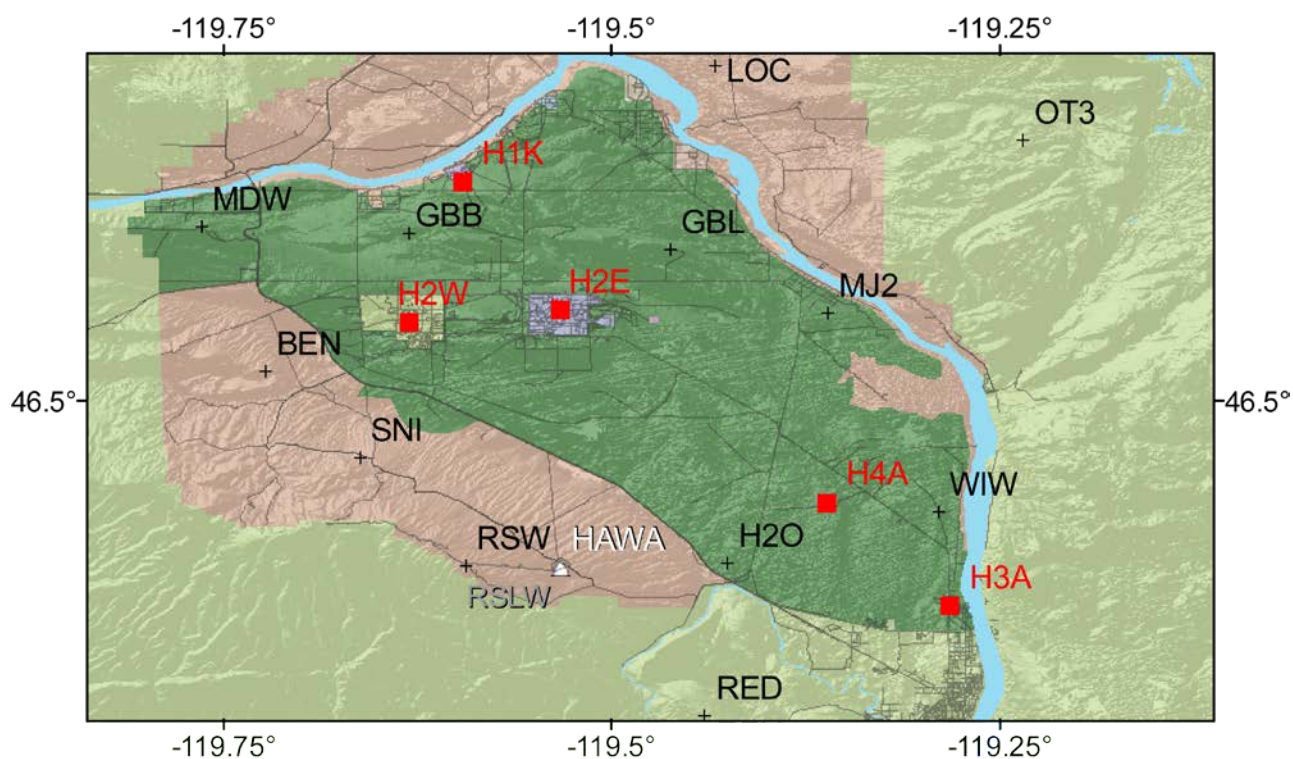 -119.75° -119.5° -119.25°
LOC
OT3
H1K
MDW GBB GBL
H2W H2E MJ2
BEN
46.5° 46.5°
SNI
H4A WIW
RSW HAWA H2O
RSLW H3A
RED
-119.75° -119.5° -119.25°